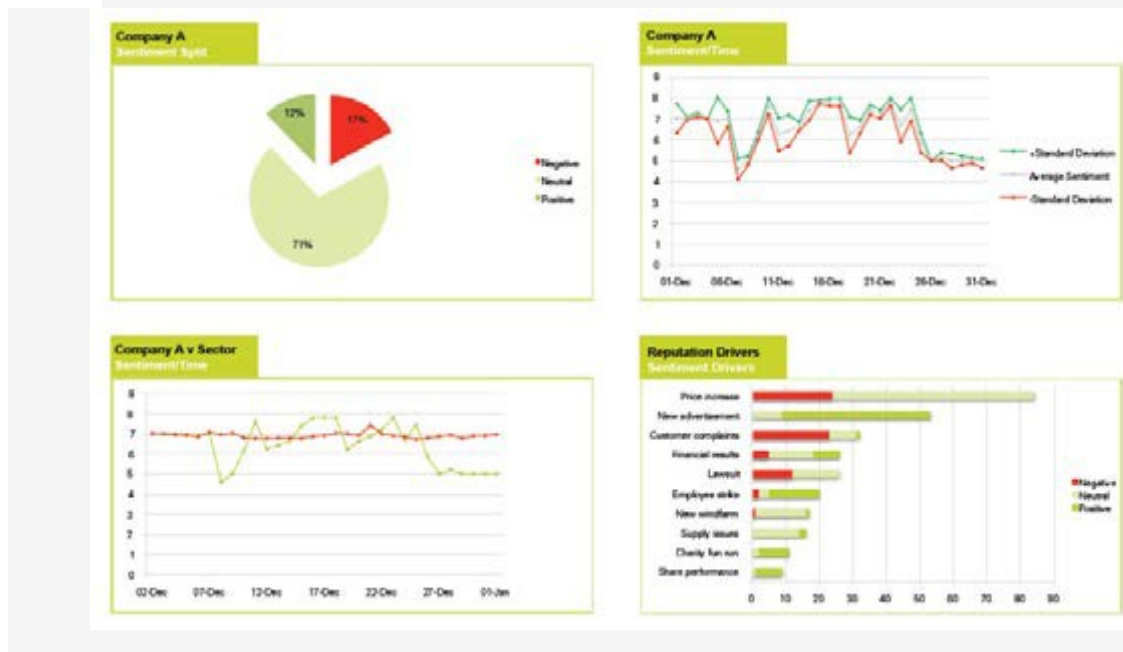 Company A
Sentiment Split
12%
17%
71%
Negative
Neutral
Positive
Company A
Sentiment/Time
9
8
7
6
5
4
3
2
1
0
01-Dec 06-Dec 11-Dec 16-Dec 21-Dec 26-Dec 31-Dec
+Standard Deviation
Average Sentiment
-Standard Deviation
Company A v Sector
Sentiment/Time
9
8
7
6
5
4
3
2
1
0
02-Dec 07-Dec 12-Dec 17-Dec 22-Dec 27-Dec 01-Jan
Reputation Drivers
Sentiment Drivers
Price increase
New advertisement
Customer complaints
Financial results
Lawsuit
Employee strike
New windfarm
Supply issues
Charity fun run
Share performance
0 10 20 30 40 50 60 70 80 90
Negative
Neutral
Positive